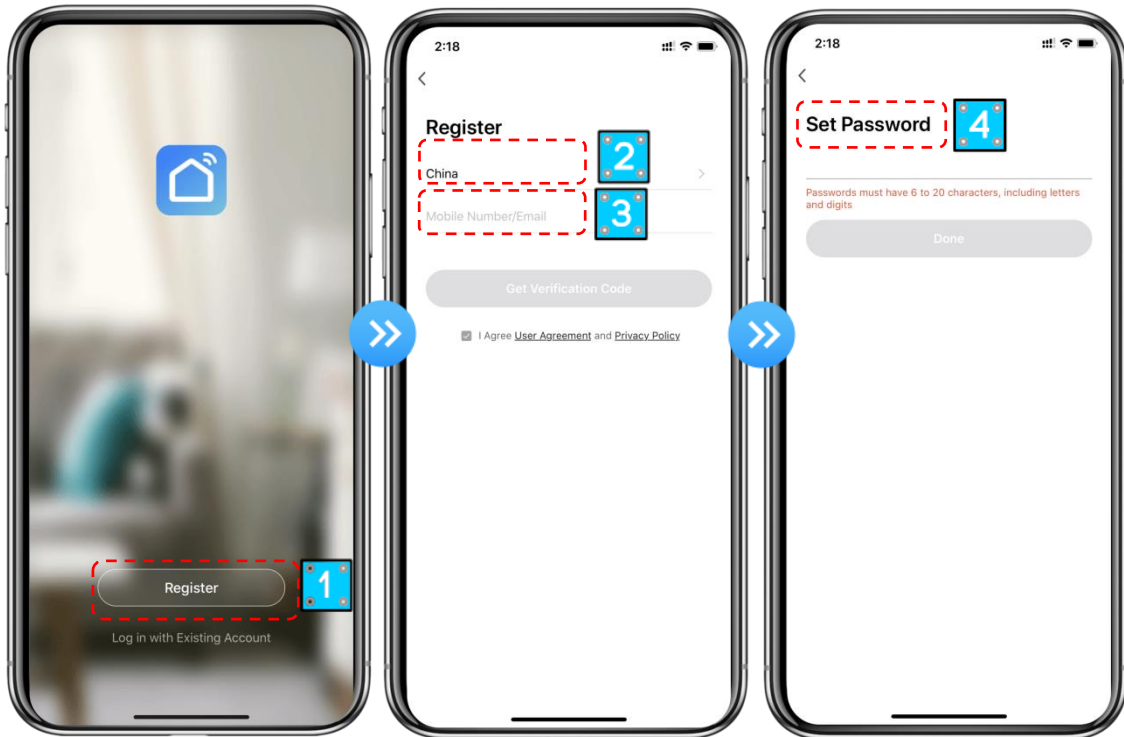 Register
1
Log in with Existing Account
2:18
Register
2
China
3
Mobile Number/Email
Get Verification Code
I Agree User Agreement and Privacy Policy
2:18
Set Password
4
Passwords must have 6 to 20 characters, including letters
and digits
Done